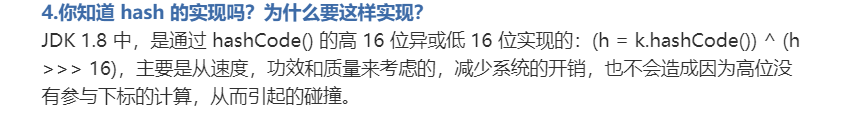 4.你知道 hash 的实现吗？为什么要这样实现？
JDK 1.8 中，是通过 hashCode() 的高 16 位异或低 16 位实现的：(h = k.hashCode()) ^ (h
>>> 16)，主要是从速度，功效和质量来考虑的，减少系统的开销，也不会造成因为高位没
有参与下标的计算，从而引起的碰撞。